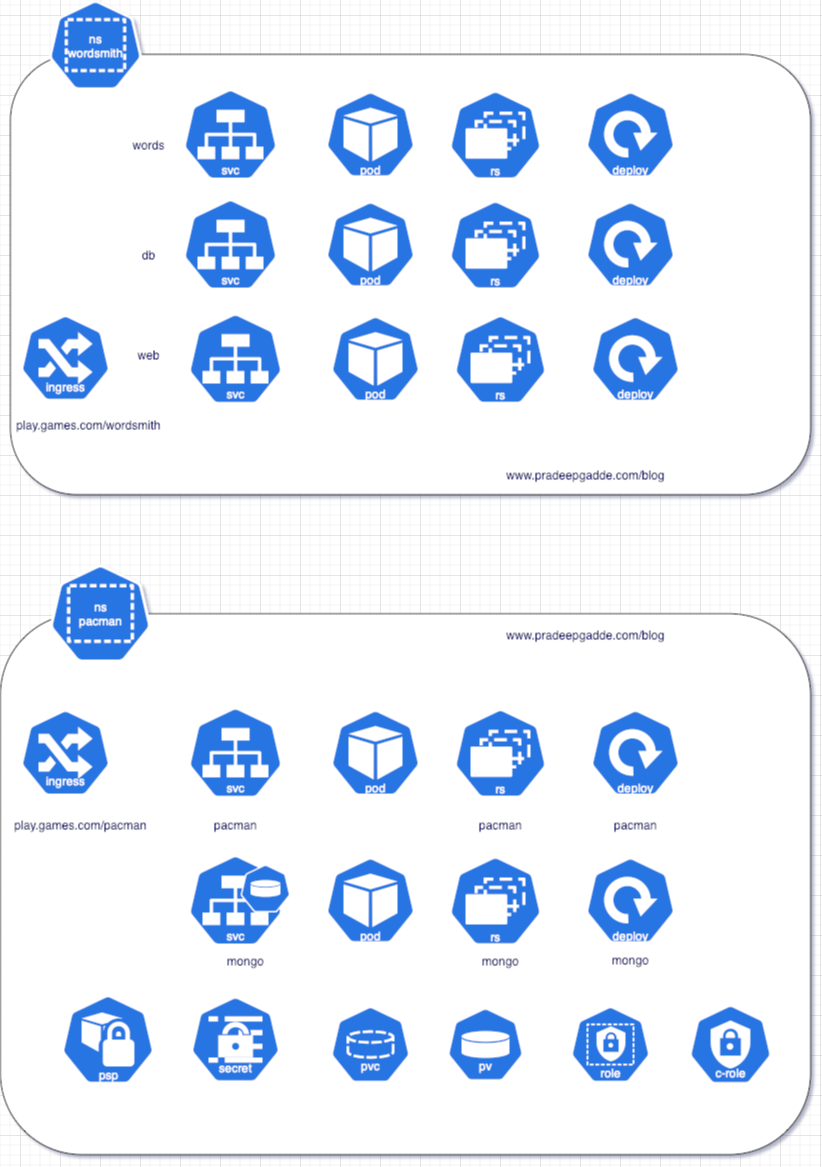 ns
wordsmith
words
svc
pod
rs
deploy
db
svc
pod
rs
deploy
ingress
web
svc
pod
rs
deploy
play.games.com/wordsmith
www.pradeepgadde.com/blog
ns
pacman
www.pradeepgadde.com/blog
ingress
svc
pod
rs
deploy
play.games.com/pacman
pacman
pacman
pacman
svc
pod
rs
deploy
mongo
mongo
mongo
psp
secret
pvc
pv
role
c-role